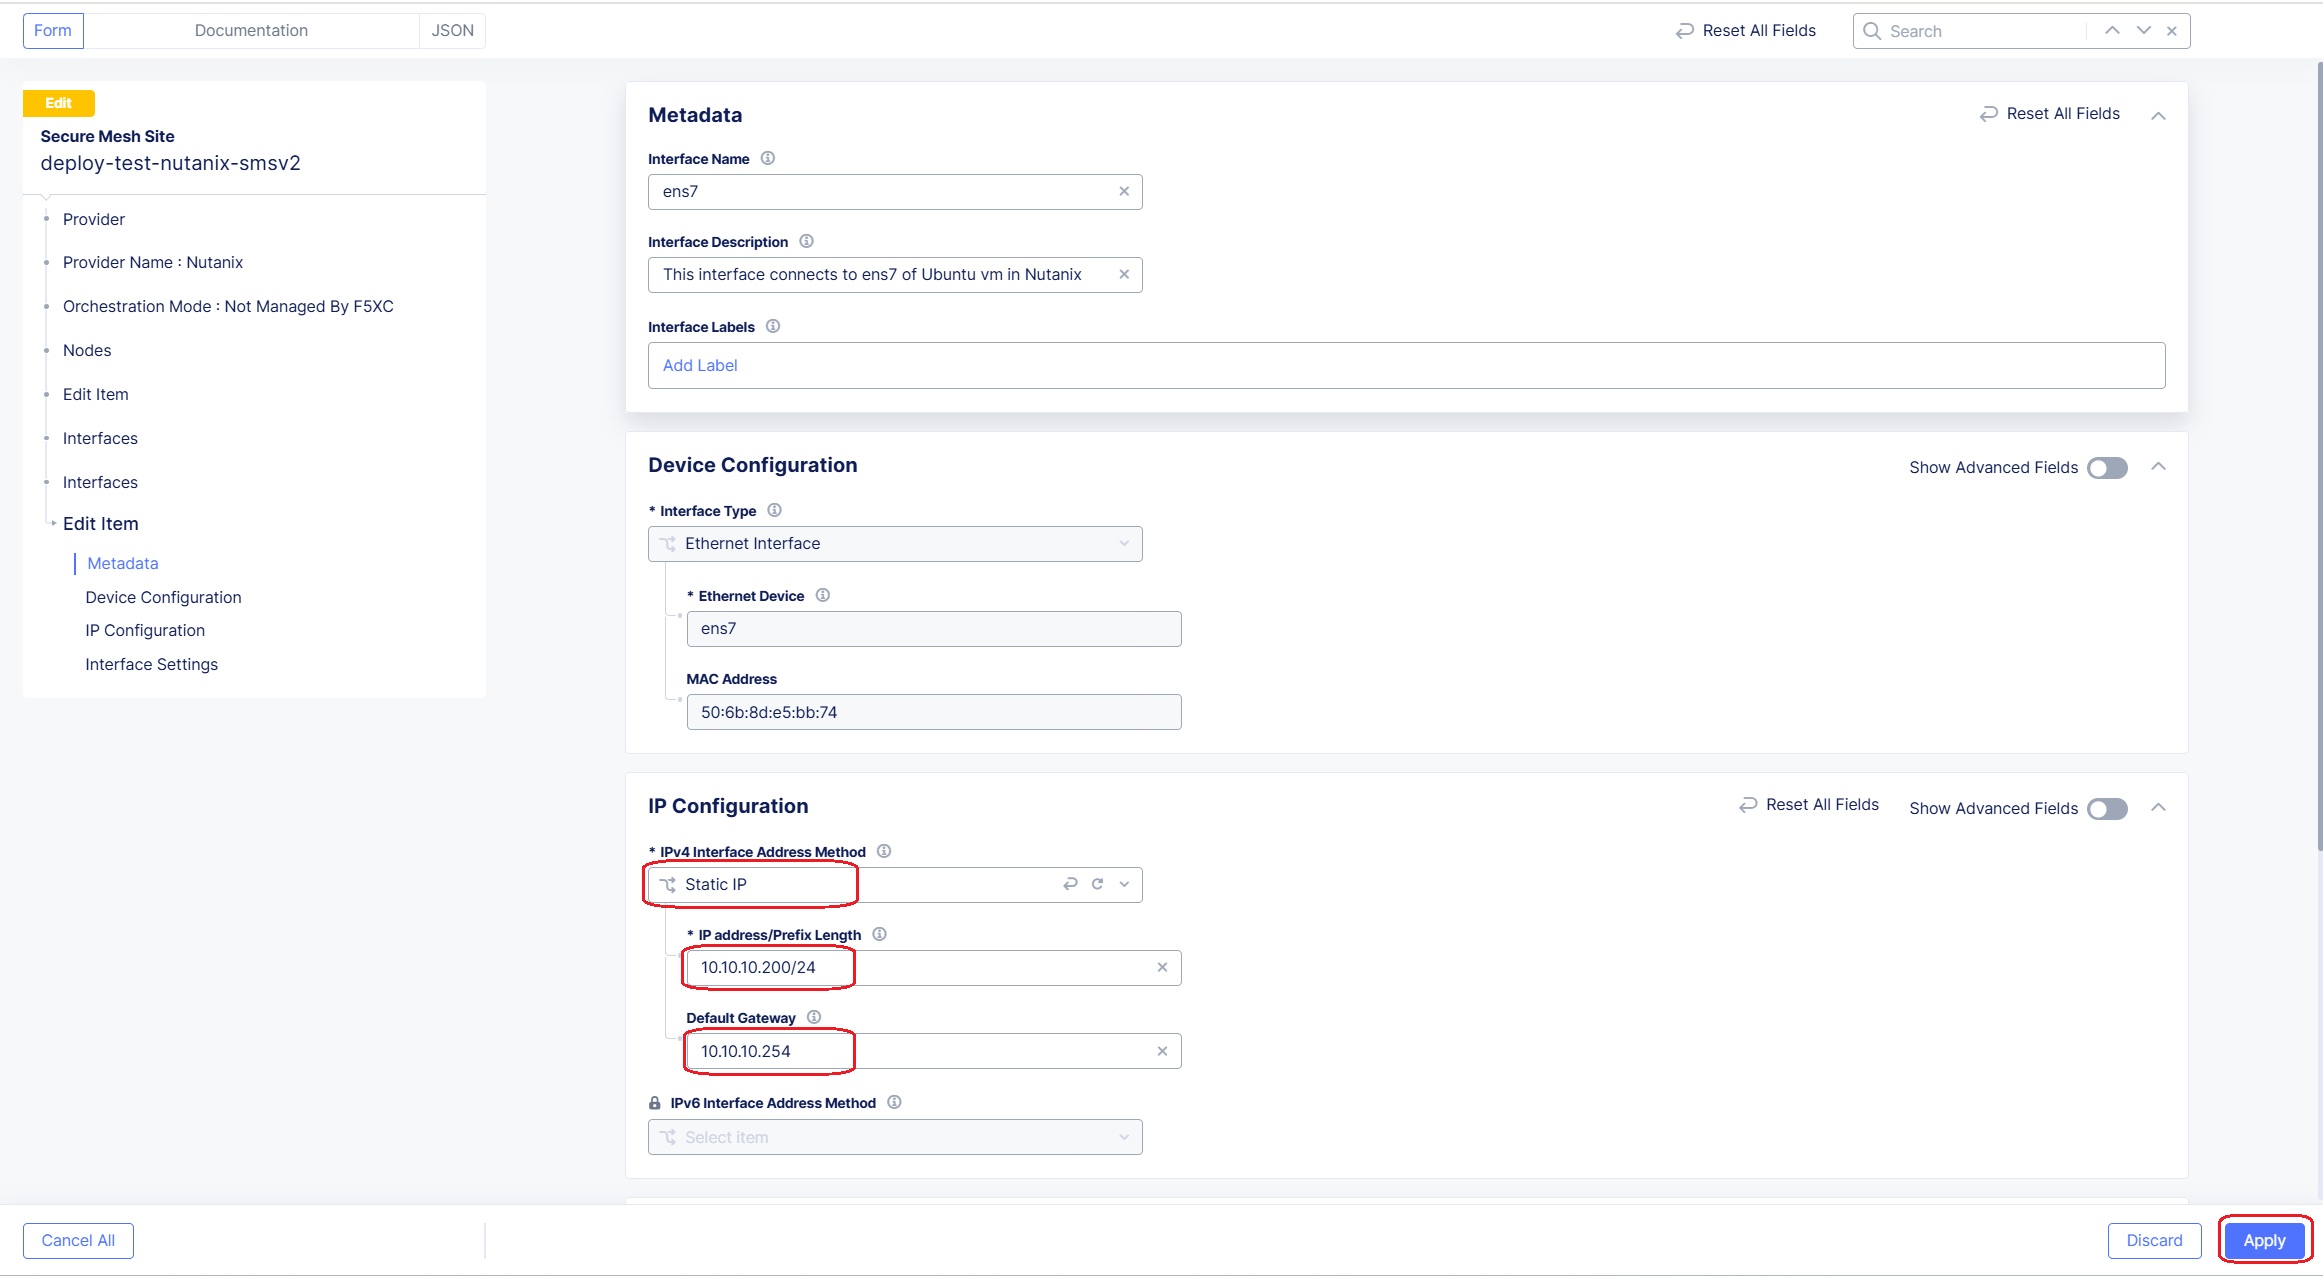 Form
Documentation
JSON
Reset All Fields
Search
Edit
Secure Mesh Site
deploy-test-nutanix-smsv2
Provider
Provider Name : Nutanix
Orchestration Mode : Not Managed By F5XC
Nodes
Edit Item
Interfaces
Interfaces
Edit Item
Metadata
Device Configuration
IP Configuration
Interface Settings
Metadata
Reset All Fields
Interface Name
ens7
Interface Description
This interface connects to ens7 of Ubuntu vm in Nutanix
Interface Labels
Add Label
Device Configuration
Show Advanced Fields
* Interface Type
Ethernet Interface
* Ethernet Device
ens7
MAC Address
50:6b:8d:e5:bb:74
IP Configuration
Reset All Fields
Show Advanced Fields
* IPv4 Interface Address Method
Static IP
* IP address/Prefix Length
10.10.10.200/24
Default Gateway
10.10.10.254
IPv6 Interface Address Method
Select item
Cancel All
Discard
Apply